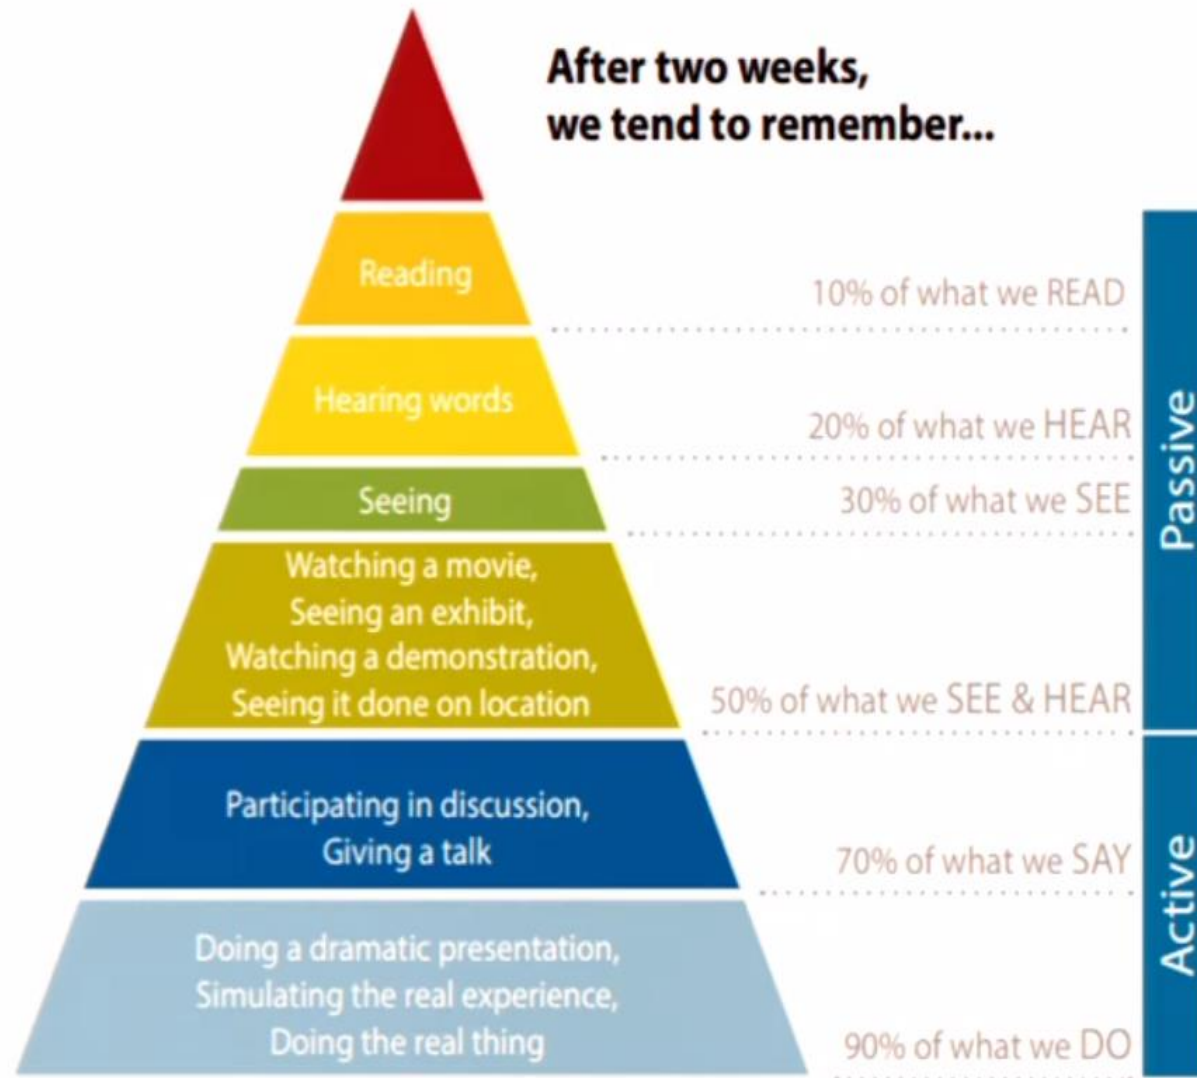 After two weeks,
we tend to remember...
Reading
10% of what we READ
Hearing words
20% of what we HEAR
Seeing
30% of what we SEE
Watching a movie,
Seeing an exhibit,
Watching a demonstration,
Seeing it done on location
50% of what we SEE & HEAR
Passive
Participating in discussion,
Giving a talk
70% of what we SAY
Doing a dramatic presentation,
Simulating the real experience,
Doing the real thing
90% of what we DO
Active